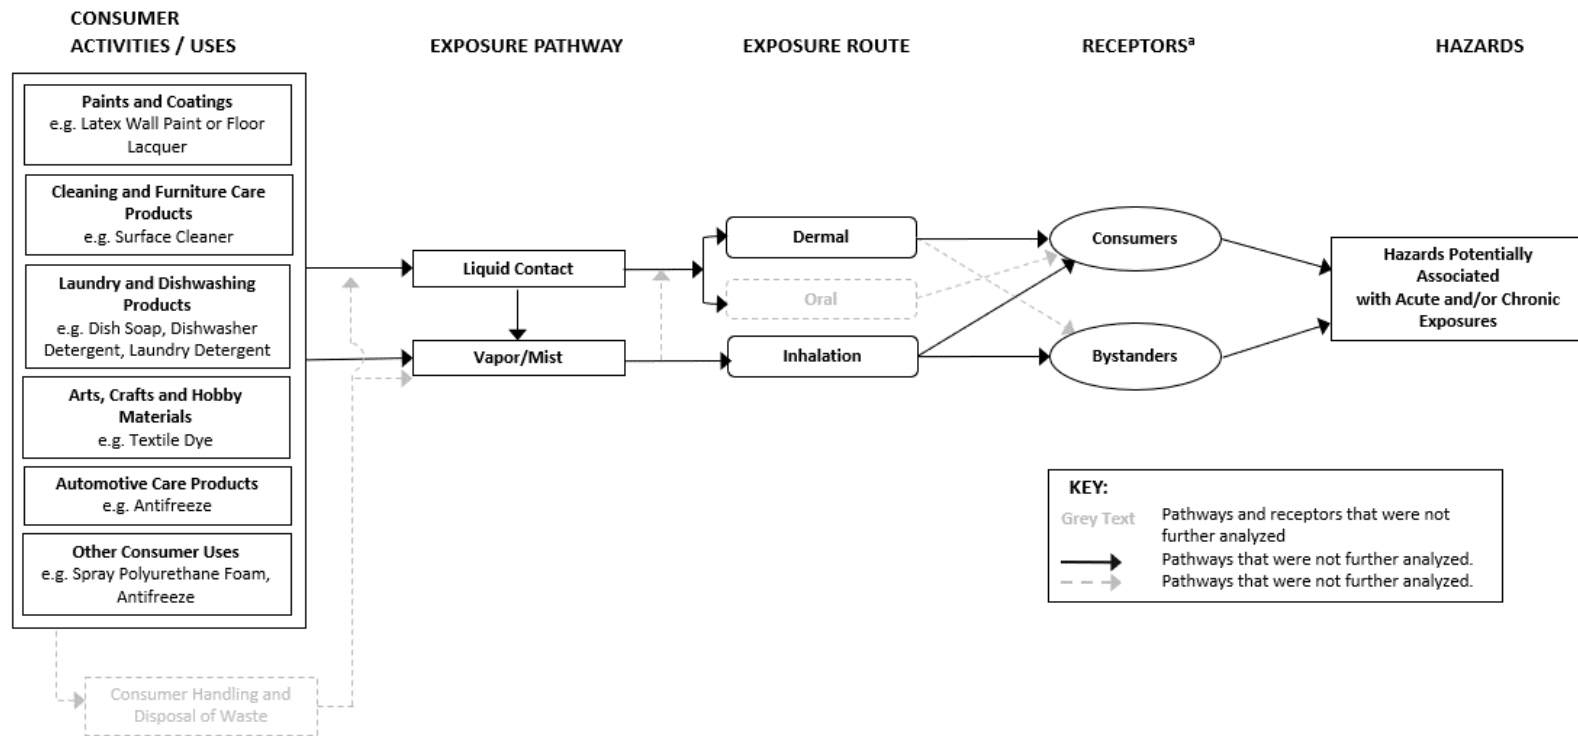 CONSUMER
ACTIVITIES / USES
EXPOSURE PATHWAY
EXPOSURE ROUTE
RECEPTORSª
HAZARDS
Paints and Coatings
e.g. Latex Wall Paint or Floor
Lacquer
Cleaning and Furniture Care
Products
e.g. Surface Cleaner
Laundry and Dishwashing
Products
e.g. Dish Soap, Dishwasher
Detergent, Laundry Detergent
Arts, Crafts and Hobby
Materials
e.g. Textile Dye
Automotive Care Products
e.g. Antifreeze
Other Consumer Uses
e.g. Spray Polyurethane Foam,
Antifreeze
Consumer Handling and
Disposal of Waste
Liquid Contact
Vapor/Mist
Dermal
Oral
Inhalation
Consumers
Bystanders
Hazards Potentially
Associated
with Acute and/or Chronic
Exposures
KEY:
Grey Text
Pathways and receptors that were not
further analyzed
Pathways that were not further analyzed.
Pathways that were not further analyzed.